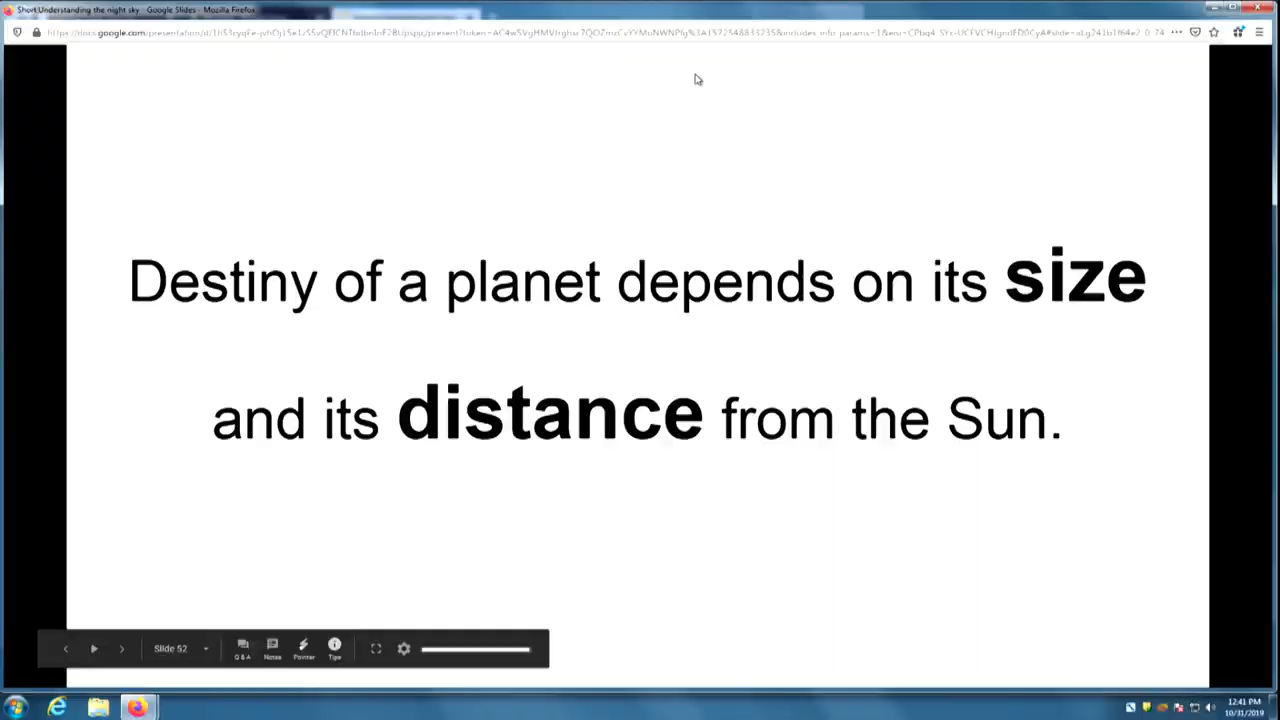 Short Understanding the night sky - Google Slides - Mozilla Firefox
Destiny of a planet depends on its size
and its distance from the Sun.
Slide 52
Q & A
Notes
Pointer
Tips
12:41 PM
10/31/2019